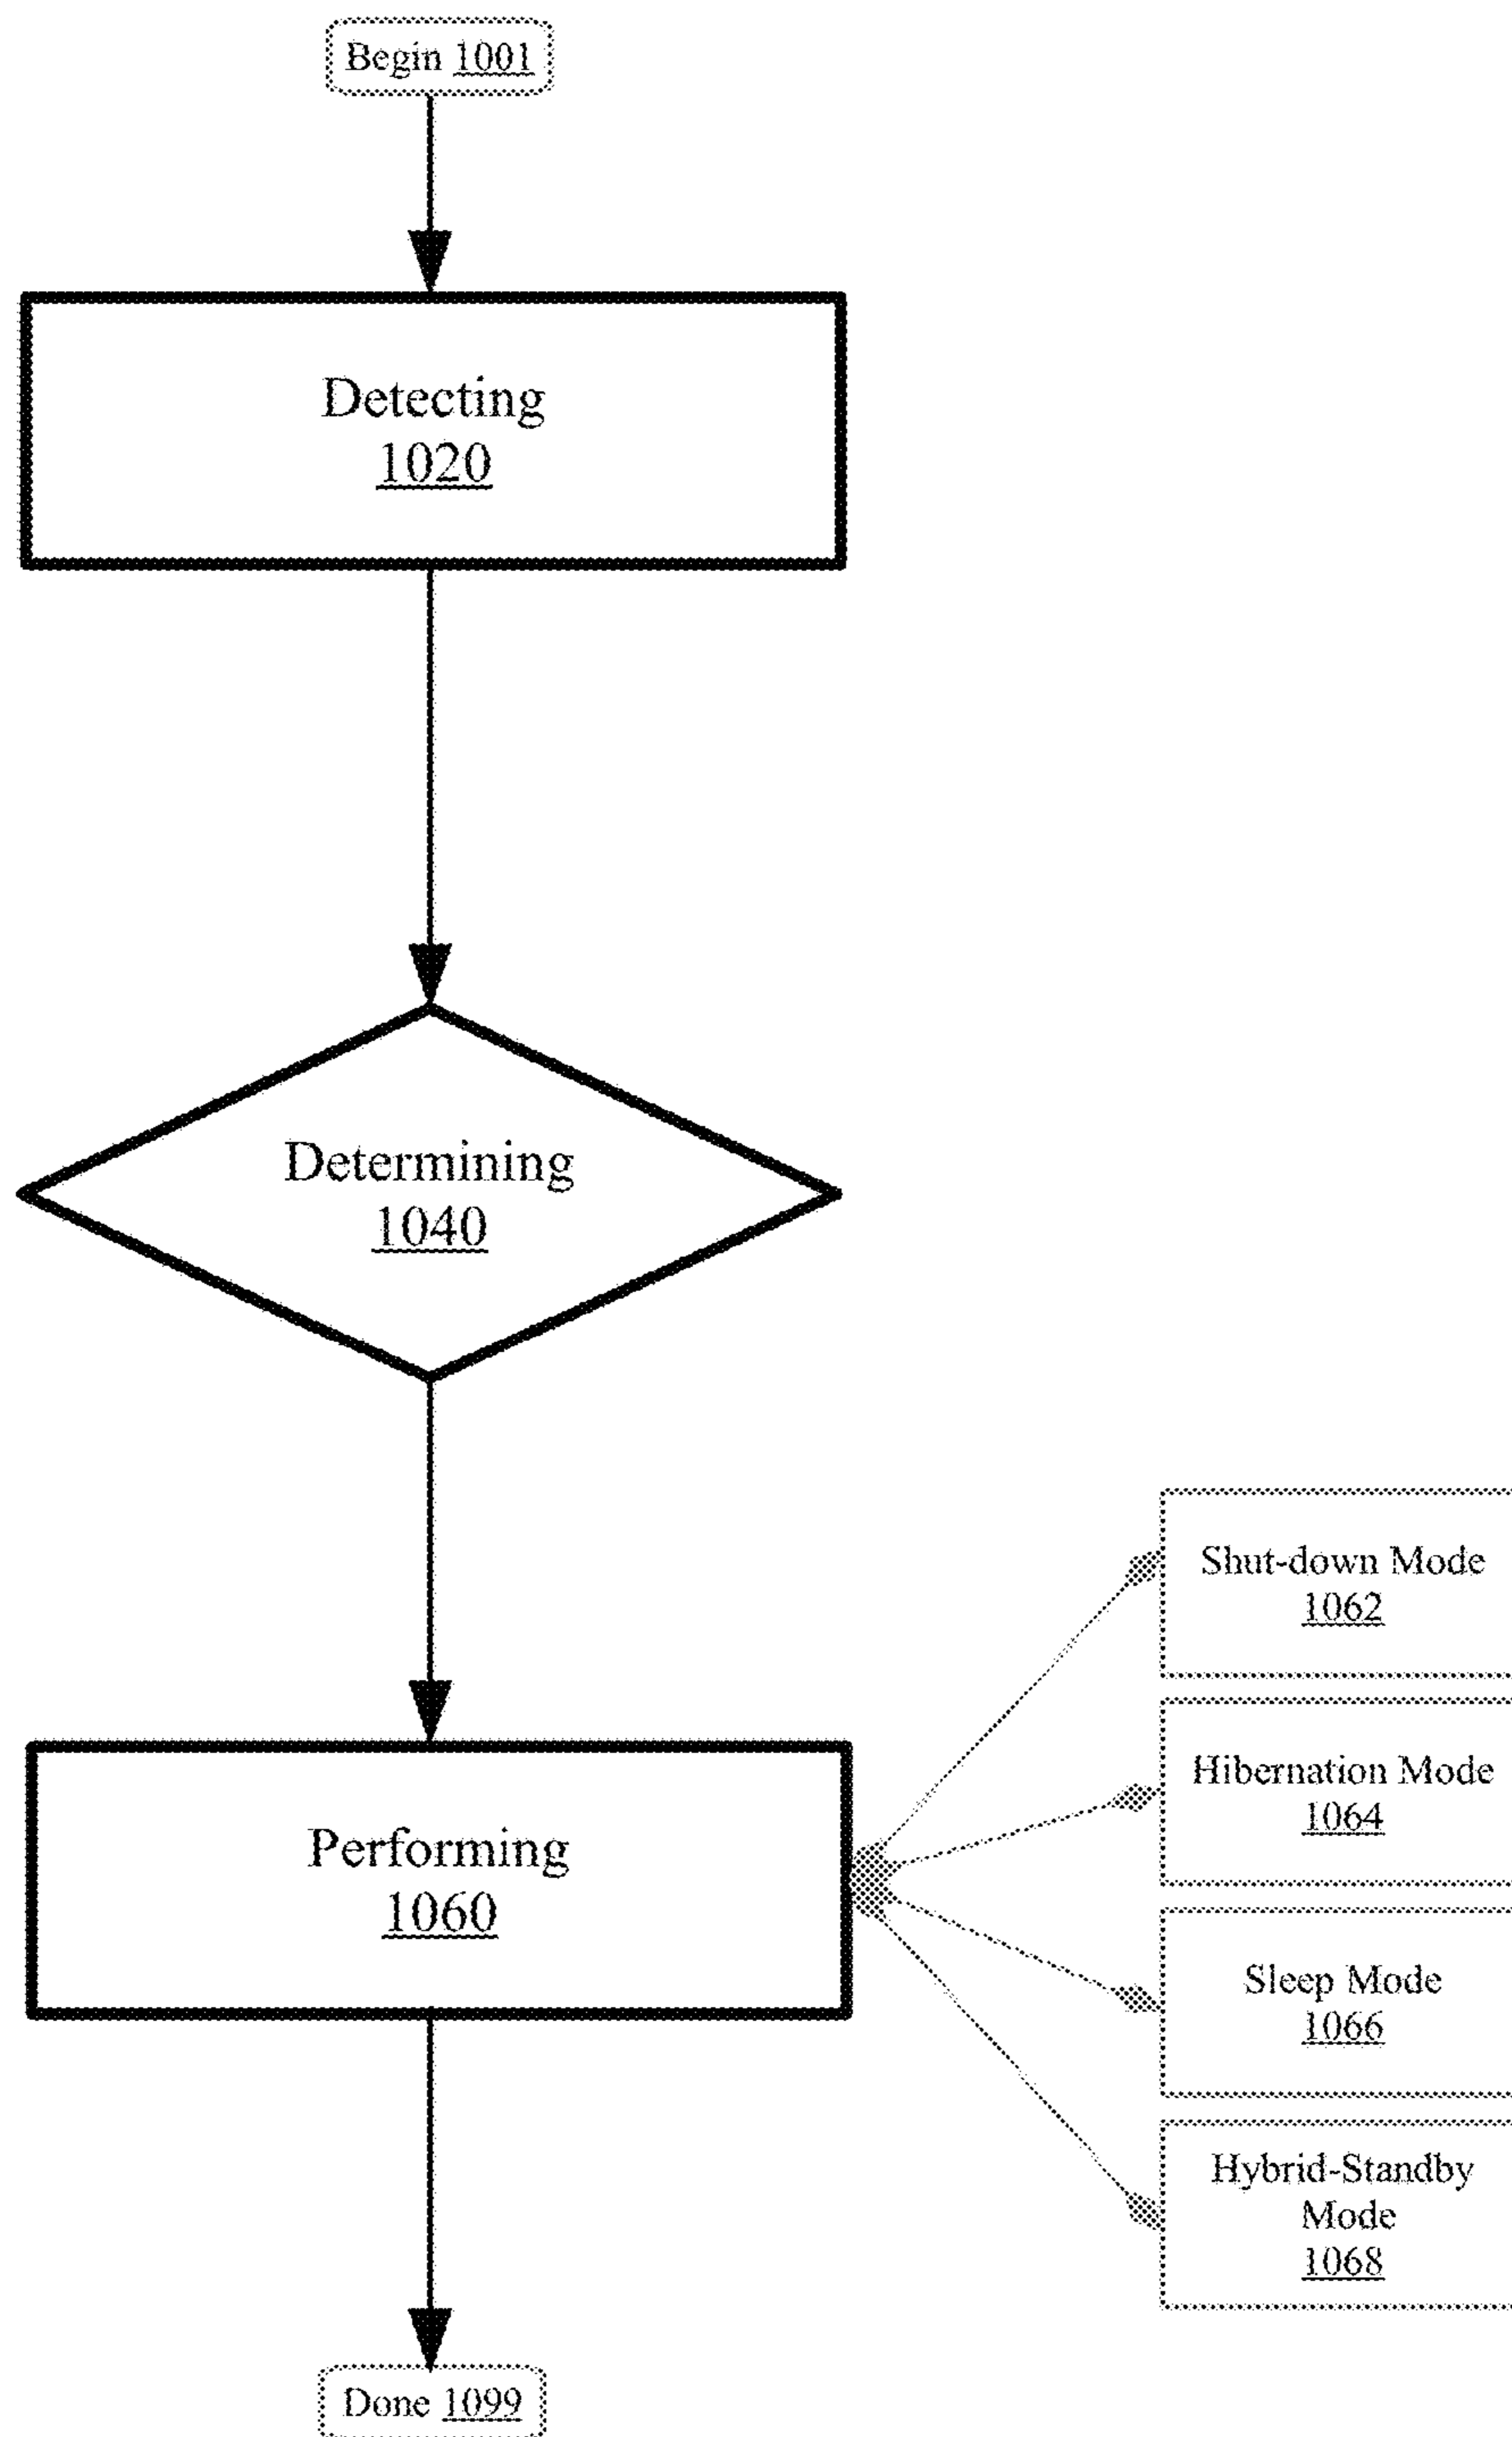 Begin 1001
Detecting
1020
Determining
1040
Performing
1060
Shut-down Mode
1062
Hibernation Mode
1064
Sleep Mode
1066
Hybrid-Standby
Mode
1068
Done 1099